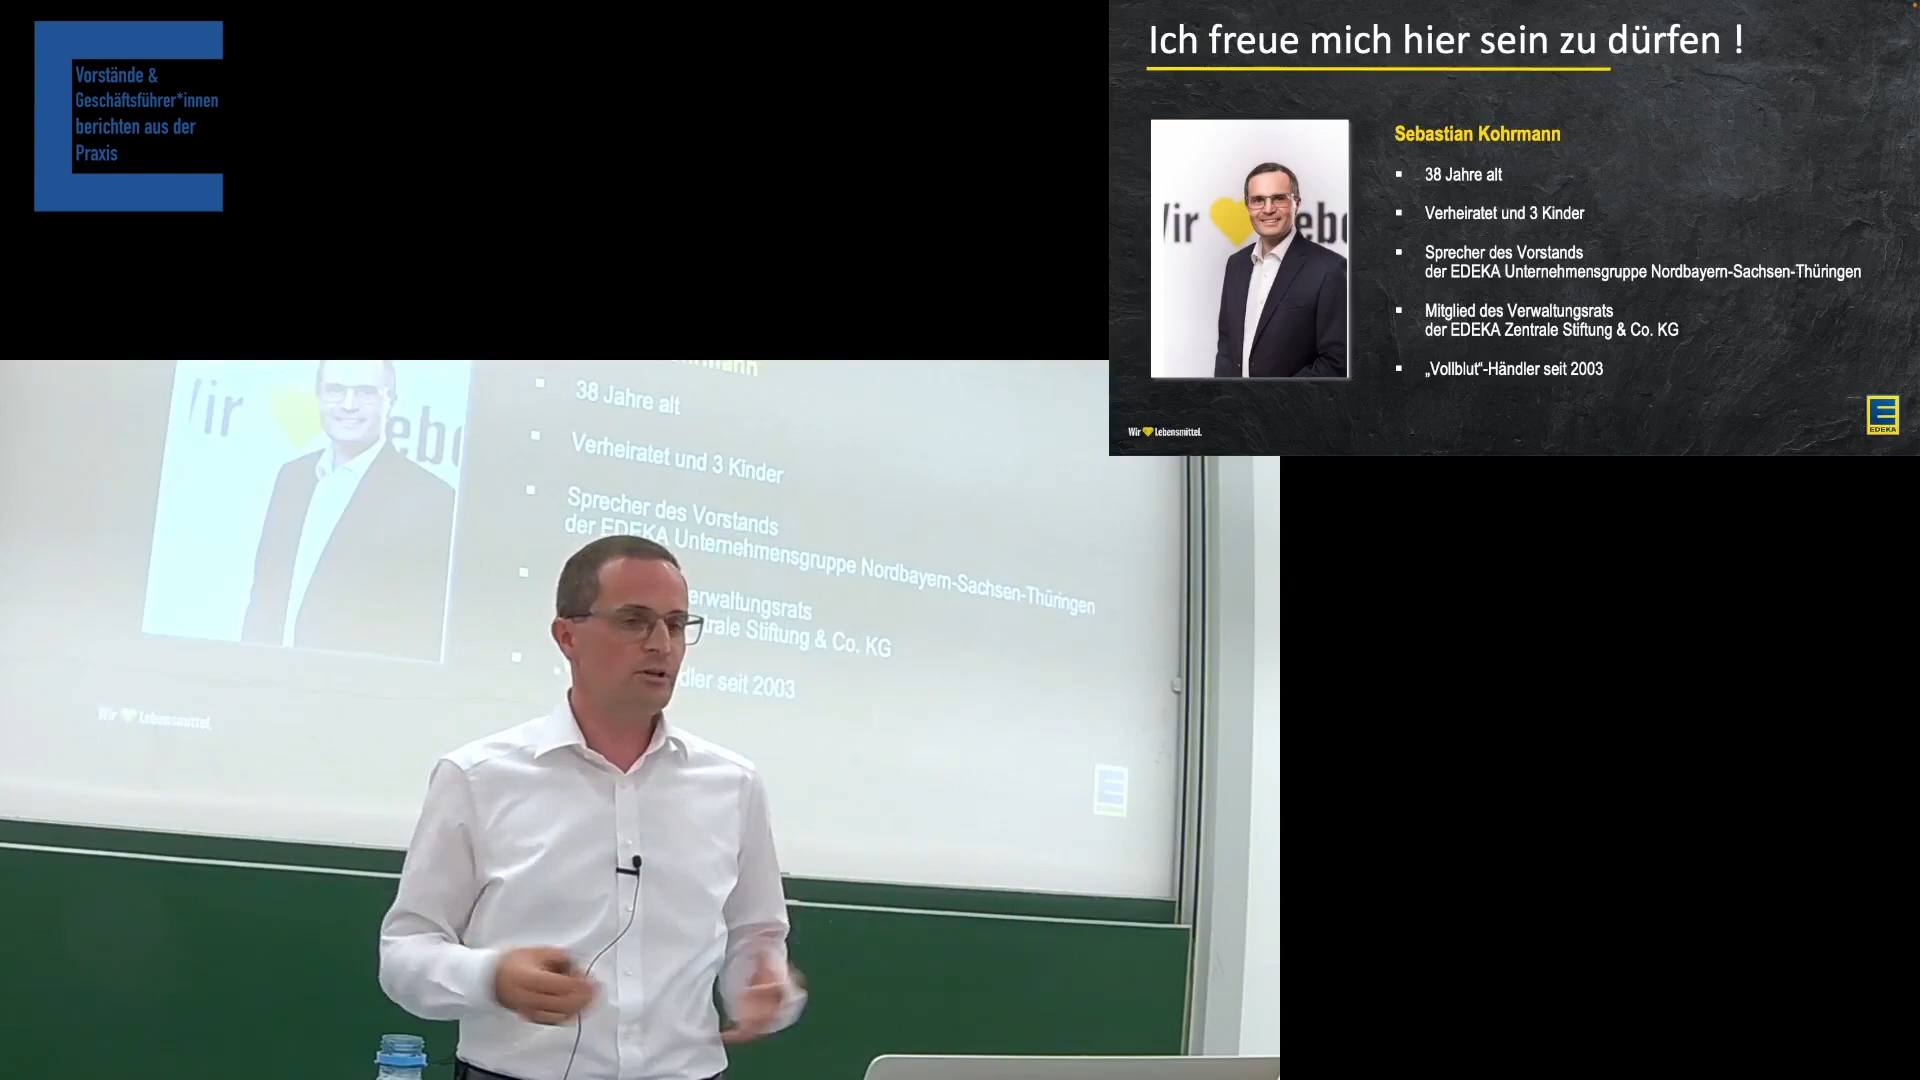 Vorstände &
Geschäftsführer*innen
berichten aus der
Praxis
Ich freue mich hier sein zu dürfen !
Sebastian Kohrmann
38 Jahre alt
Verheiratet und 3 Kinder
Sprecher des Vorstands
der EDEKA Unternehmensgruppe Nordbayern-Sachsen-Thüringen
Mitglied des Verwaltungsrats
der EDEKA Zentrale Stiftung & Co. KG
„Vollblut“-Händler seit 2003
Wir Lebensmittel.
EDEKA
38 Jahre alt
Verheiratet und 3 Kinder
Sprecher des Vorstands
der EDEKA Unternehmensgruppe Nordbayern-Sachsen-Thüringen
erwaltungsrats
trale Stiftung & Co. KG
dler seit 2003
Wir Lebensmittel.